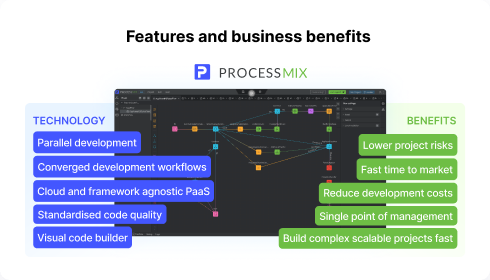 Features and business benefits
PROCESSMIX
TECHNOLOGY
Parallel development
Converged development workflows
Cloud and framework agnostic PaaS
Standardised code quality
Visual code builder
BENEFITS
Lower project risks
Fast time to market
Reduce development costs
Single point of management
Build complex scalable projects fast